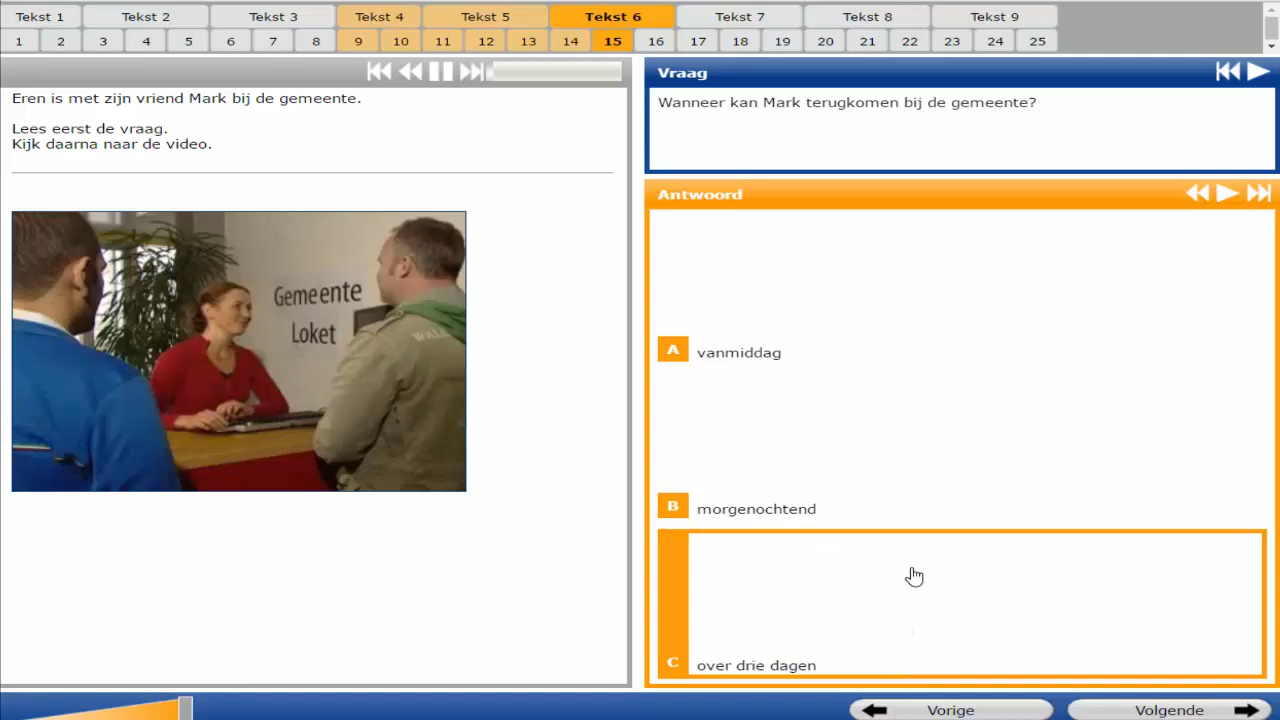 Tekst 1 Tekst 2 Tekst 3 Tekst 4 Tekst 5 Tekst 6 Tekst 7 Tekst 8 Tekst 9
1 2 3 4 5 6 7 8 9 10 11 12 13 14 15 16 17 18 19 20 21 22 23 24 25
Eren is met zijn vriend Mark bij de gemeente.
Lees eerst de vraag.
Kijk daarna naar de video.
Gemeente
Loket
Vraag
Wanneer kan Mark terugkomen bij de gemeente?
Antwoord
A vanmiddag
B morgenochtend
C over drie dagen
Vorige
Volgende